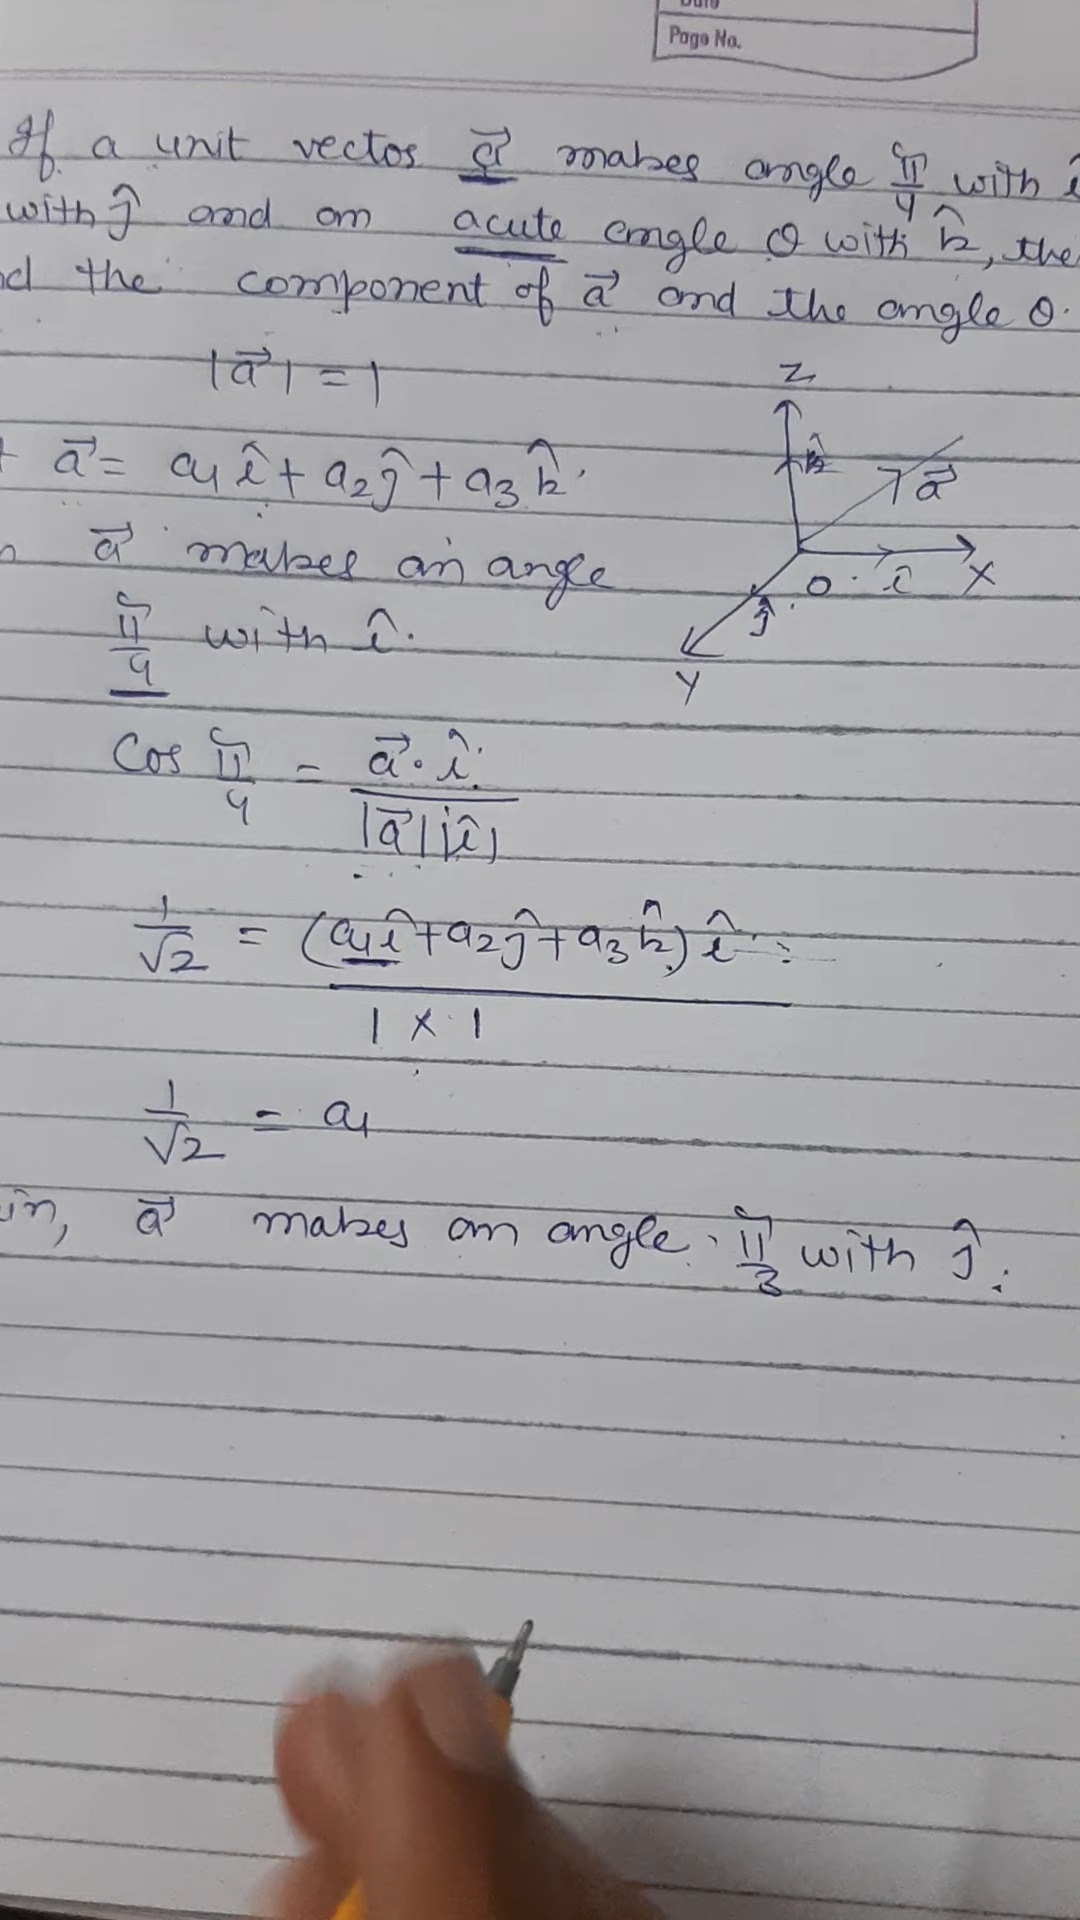 Page No.
If a unit vector a⃗ makes angle π/4 with î
with ĵ and an acute angle θ with k̂, the
d the component of a⃗ and the angle θ.
|a⃗| = 1
a⃗ = a₁î + a₂ĵ + a₃k̂.
a⃗ makes an angle
π/4 with î.
Z
k̂
a⃗
O î X
ĵ
Y
Cos π/4 = a⃗·î / |a⃗||î|
1/√2 = (a₁î + a₂ĵ + a₃k̂)î / 1 × 1
1/√2 = a₁
in, a⃗ makes an angle π/3 with ĵ.